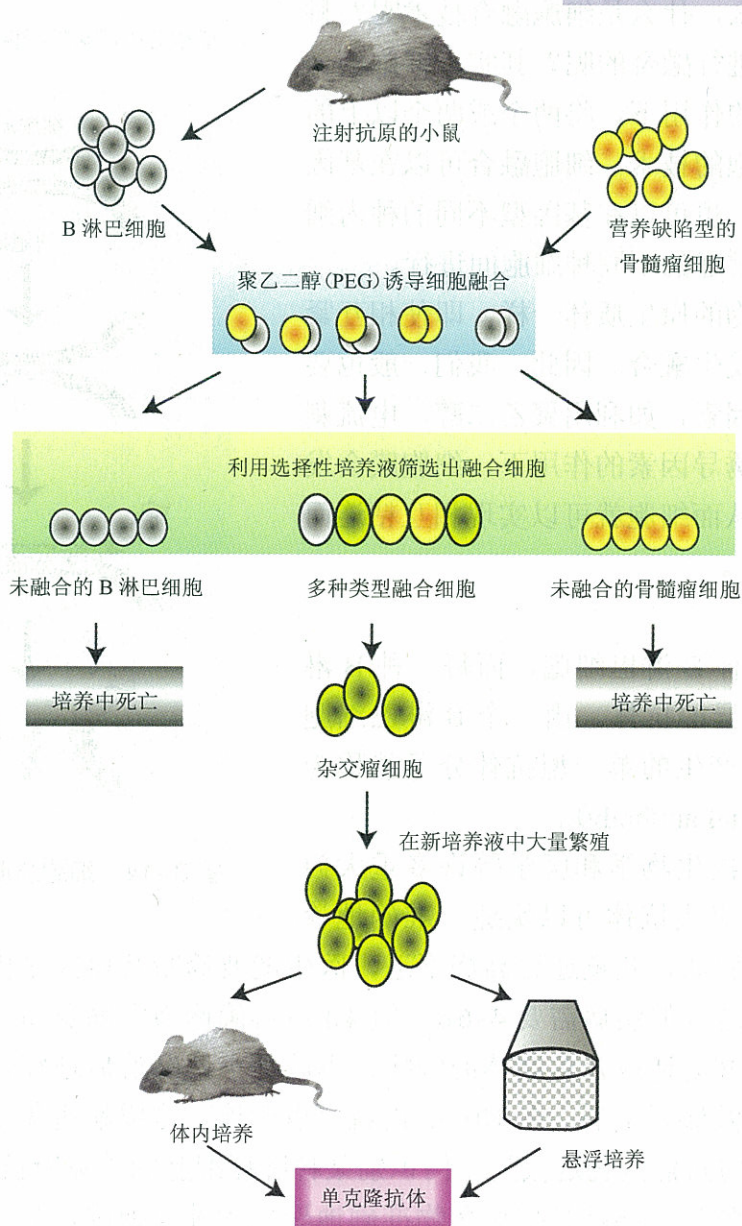 注射抗原的小鼠
B 淋巴细胞
营养缺陷型的
骨髓瘤细胞
聚乙二醇(PEG)诱导细胞融合
利用选择性培养液筛选出融合细胞
未融合的 B 淋巴细胞
多种类型融合细胞
未融合的骨髓瘤细胞
培养中死亡
培养中死亡
杂交瘤细胞
在新培养液中大量繁殖
体内培养
悬浮培养
单克隆抗体